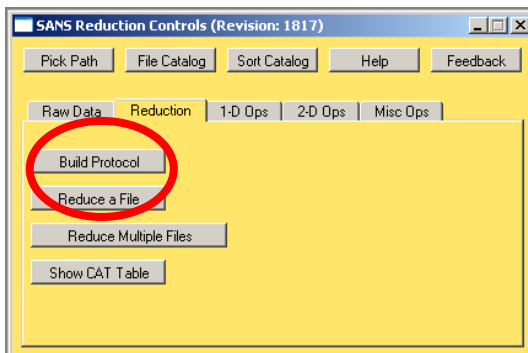 SANS Reduction Controls (Revision: 1817)
Pick Path File Catalog Sort Catalog Help Feedback
Raw Data Reduction 1-D Ops 2-D Ops Misc Ops
Build Protocol
Reduce a File
Reduce Multiple Files
Show CAT Table